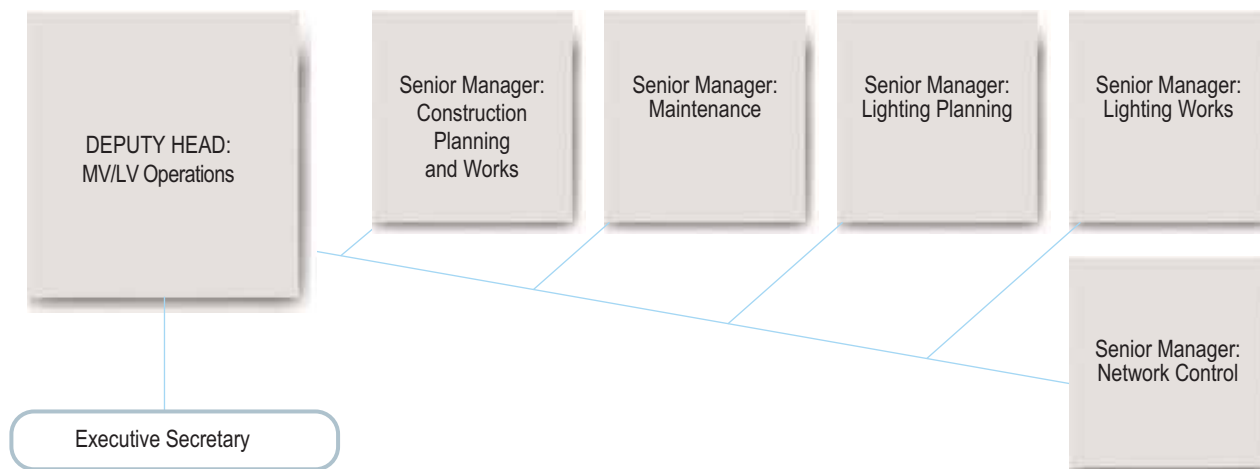 DEPUTY HEAD:
MV/LV Operations
Senior Manager:
Construction
Planning
and Works
Senior Manager:
Maintenance
Senior Manager:
Lighting Planning
Senior Manager:
Lighting Works
Senior Manager:
Network Control
Executive Secretary